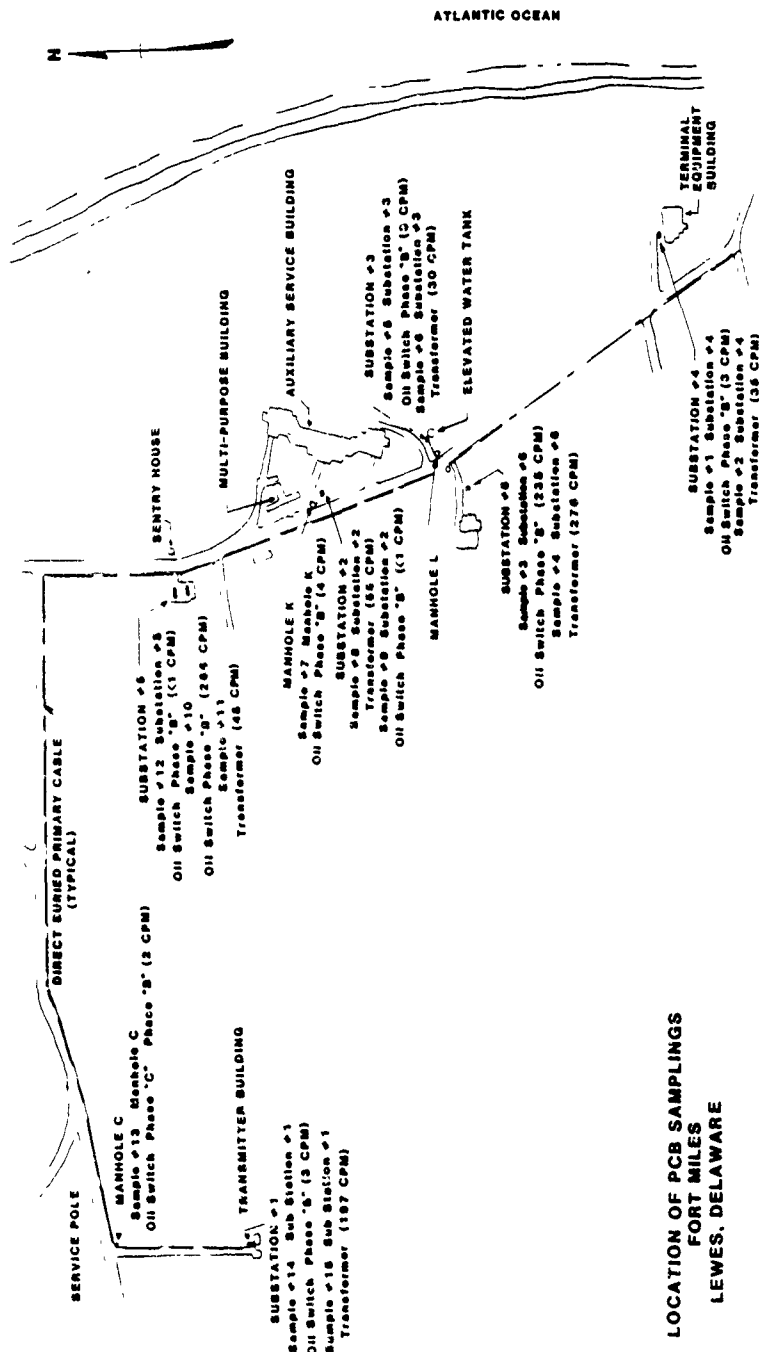 ATLANTIC OCEAN
N
TERMINAL
EQUIPMENT
BUILDING
SUBSTATION #4
Sample #1 Substation #4
Oil Switch Phase "B" (3 CPM)
Sample #2 Substation #4
Transformer (35 CPM)
SUBSTATION #3
Sample #5 Substation #3
Oil Switch Phase "B" (3 CPM)
Sample #6 Substation #3
Transformer (30 CPM)
ELEVATED WATER TANK
AUXILIARY SERVICE BUILDING
MULTI-PURPOSE BUILDING
SENTRY HOUSE
SUBSTATION #6
Sample #3 Substation #6
Oil Switch Phase "B" (235 CPM)
Sample #4 Substation #6
Transformer (276 CPM)
MANHOLE L
MANHOLE K
Sample #7 Manhole K
Oil Switch Phase "B" (4 CPM)
SUBSTATION #2
Sample #8 Substation #2
Transformer (55 CPM)
Sample #9 Substation #2
Oil Switch Phase "B" (<1 CPM)
SUBSTATION #5
Sample #12 Substation #5
Oil Switch Phase "B" (<1 CPM)
Sample #10
Oil Switch Phase "B" (264 CPM)
Sample #11
Transformer (45 CPM)
DIRECT BURIED PRIMARY CABLE
(TYPICAL)
SERVICE POLE
MANHOLE C
Sample #13 Manhole C
Oil Switch Phase "C" Phase "B" (2 CPM)
TRANSMITTER BUILDING
SUBSTATION #1
Sample #14 Sub Station #1
Oil Switch Phase (3 CPM)
Sample #15 Sub Station #1
Transformer (197 CPM)
LOCATION OF PCB SAMPLINGS
FORT MILES
LEWES, DELAWARE